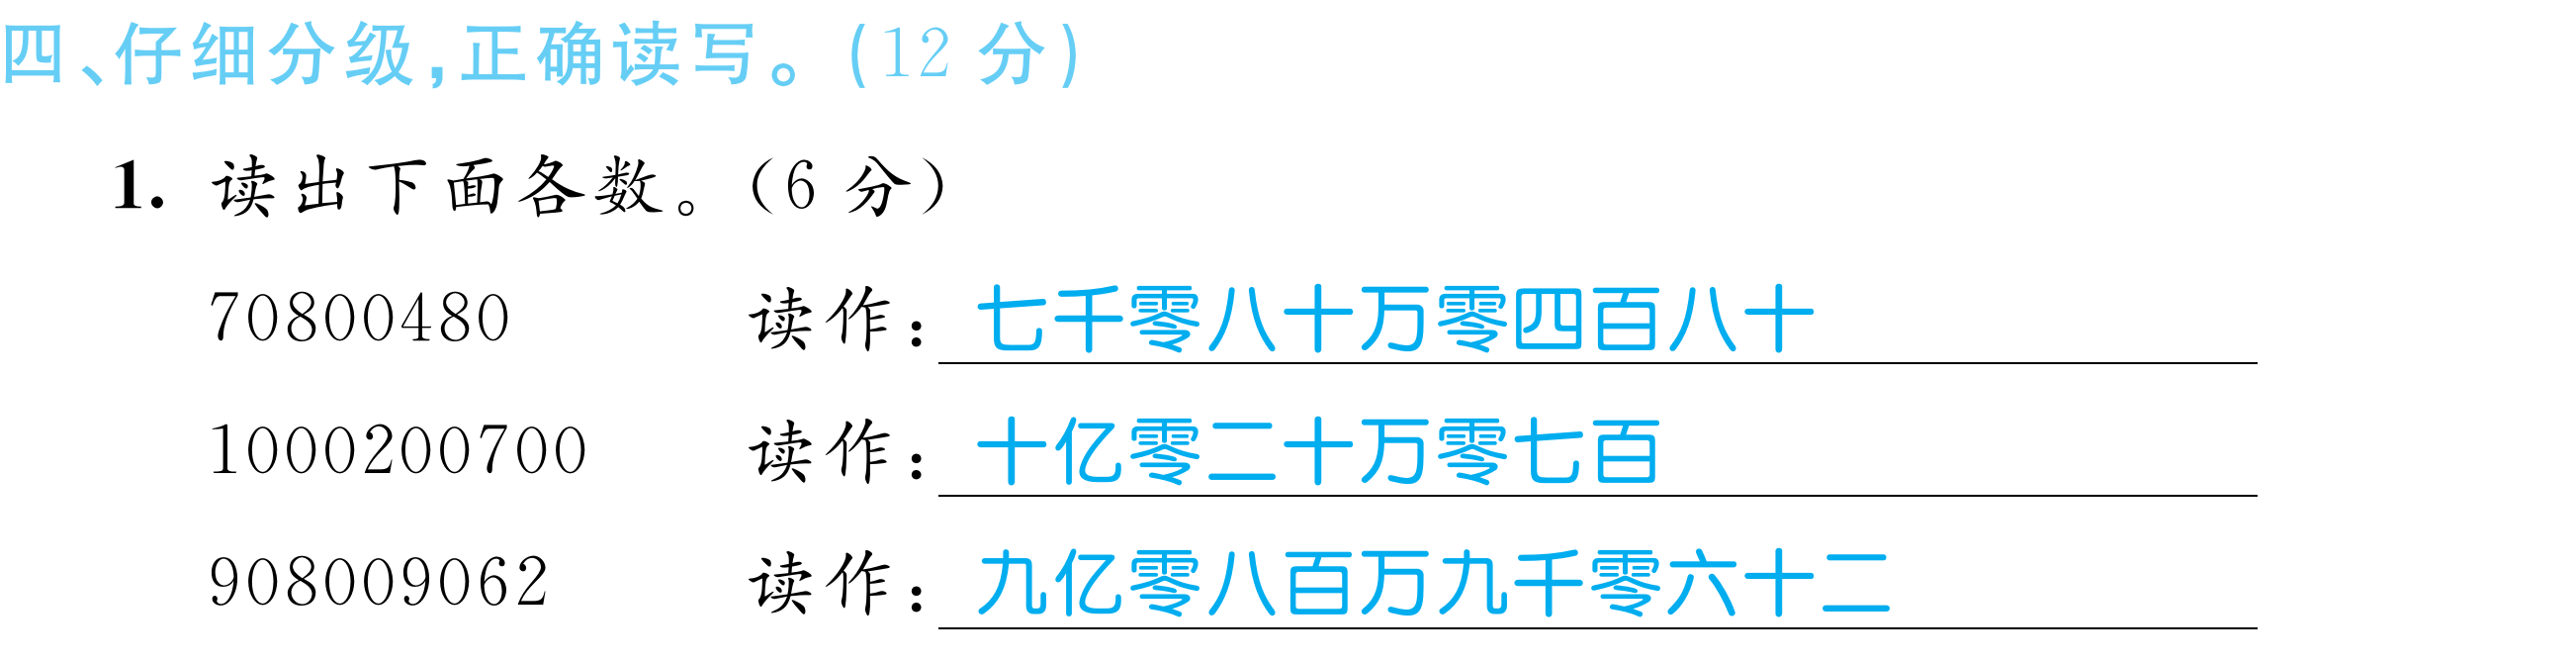 四、仔细分级,正确读写。(12 分)
1. 读出下面各数。(6 分)
70800480 读作:七千零八十万零四百八十
1000200700 读作:十亿零二十万零七百
908009062 读作:九亿零八百万九千零六十二